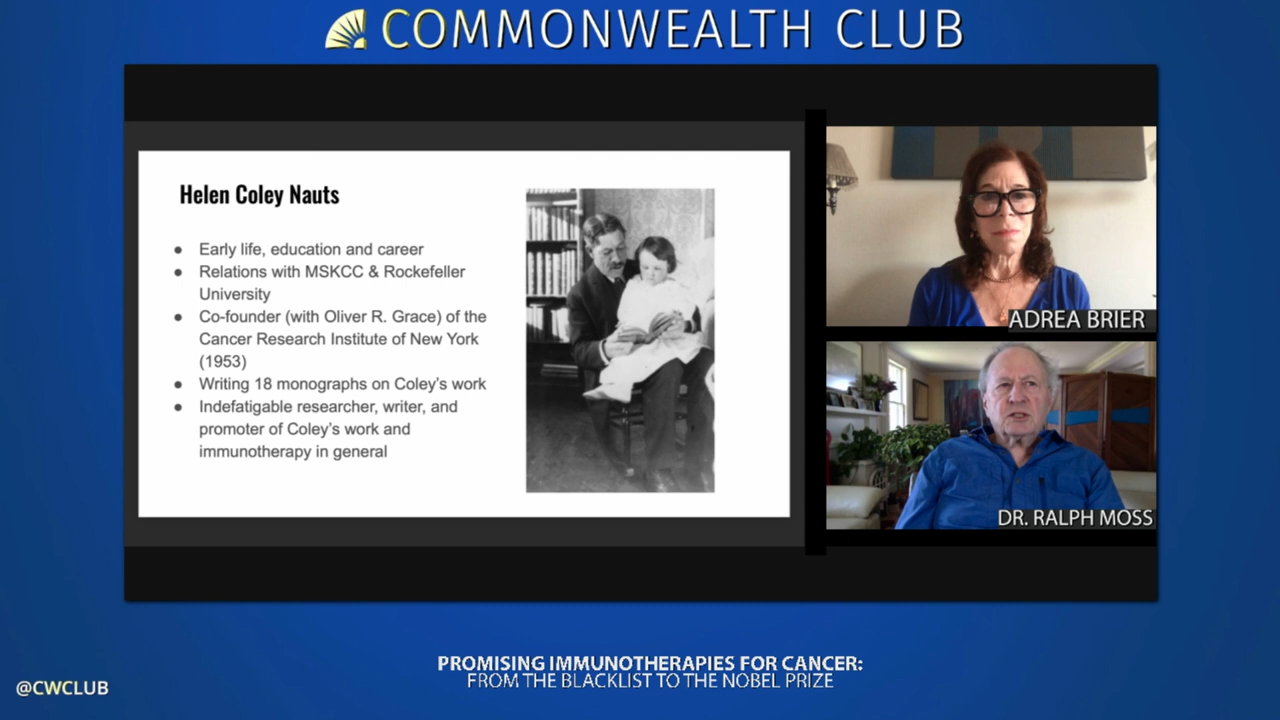 COMMONWEALTH CLUB
Helen Coley Nauts
● Early life, education and career
● Relations with MSKCC & Rockefeller
University
● Co-founder (with Oliver R. Grace) of the
Cancer Research Institute of New York
(1953)
● Writing 18 monographs on Coley's work
● Indefatigable researcher, writer, and
promoter of Coley's work and
immunotherapy in general
ADREA BRIER
DR. RALPH MOSS
PROMISING IMMUNOTHERAPIES FOR CANCER:
FROM THE BLACKLIST TO THE NOBEL PRIZE
@CWCLUB